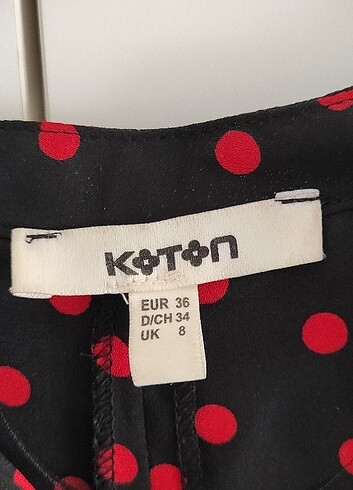 KOTON
EUR 36
D/CH 34
UK 8